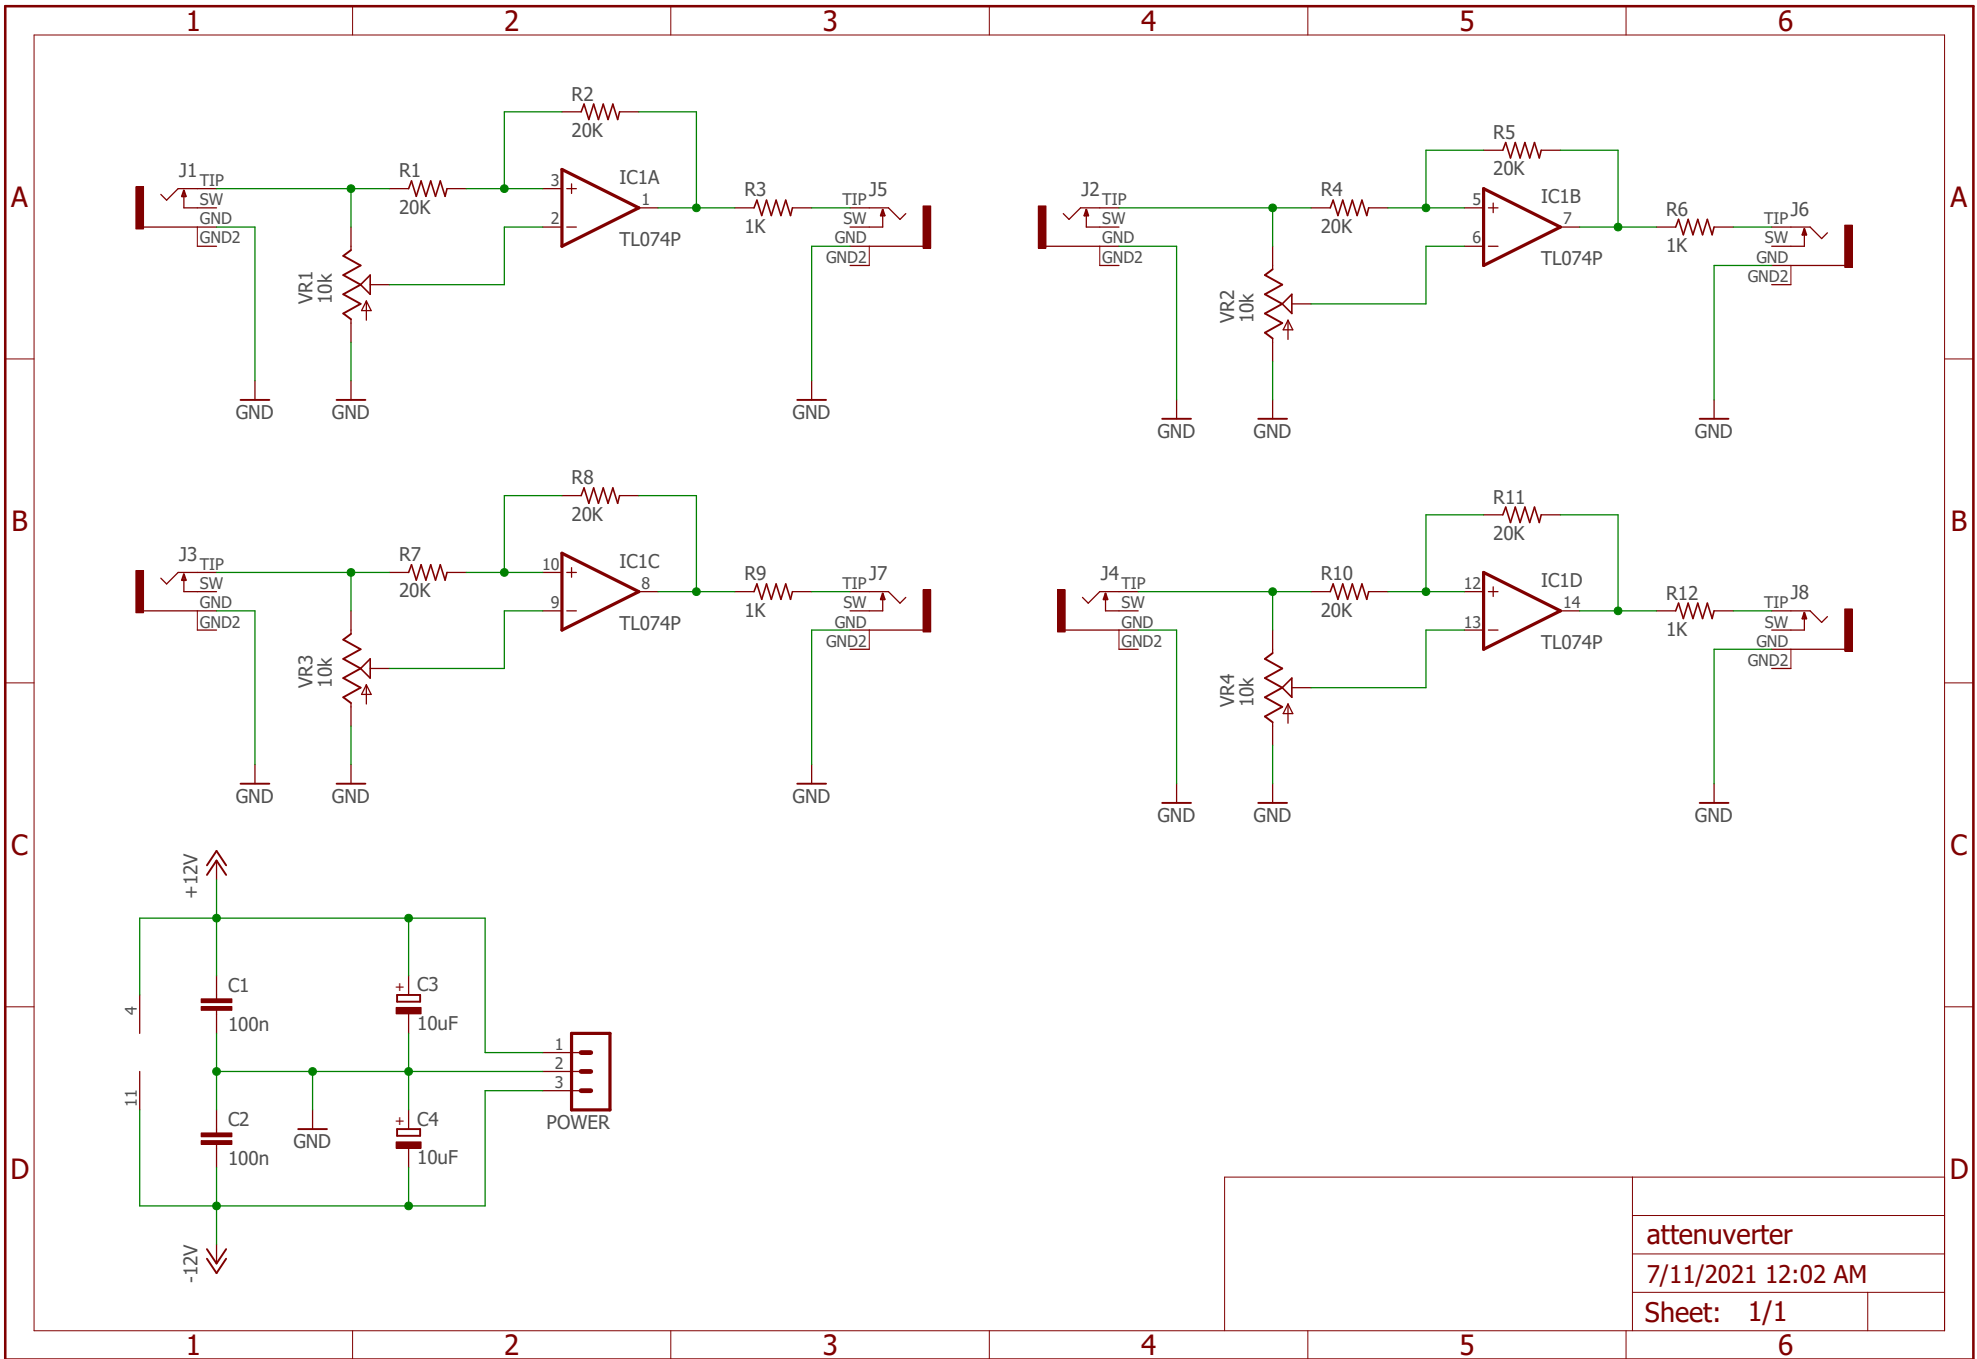 1 2 3 4 5 6
A A
R2
20K
J1
TIP
SW
GND
GND2
R1
20K
3
2
1
IC1A
TL074P
R3
1K
TIP
J5
SW
GND
GND2
VR1
10k
GND
GND
GND
R5
20K
J2
TIP
SW
GND
GND2
R4
20K
5
6
7
IC1B
TL074P
R6
1K
TIP
J6
SW
GND
GND2
VR2
10k
GND
GND
GND
B B
R8
20K
J3
TIP
SW
GND
GND2
R7
20K
10
9
8
IC1C
TL074P
R9
1K
TIP
J7
SW
GND
GND2
VR3
10k
GND
GND
GND
R11
20K
J4
TIP
SW
GND
GND2
R10
20K
12
13
14
IC1D
TL074P
R12
1K
TIP
J8
SW
GND
GND2
VR4
10k
GND
GND
GND
C C
+12V
C1
100n
C3
10uF
4
11
1
2
3
POWER
C2
100n
GND
C4
10uF
-12V
D D
attenuverter
7/11/2021 12:02 AM
Sheet: 1/1
1 2 3 4 5 6